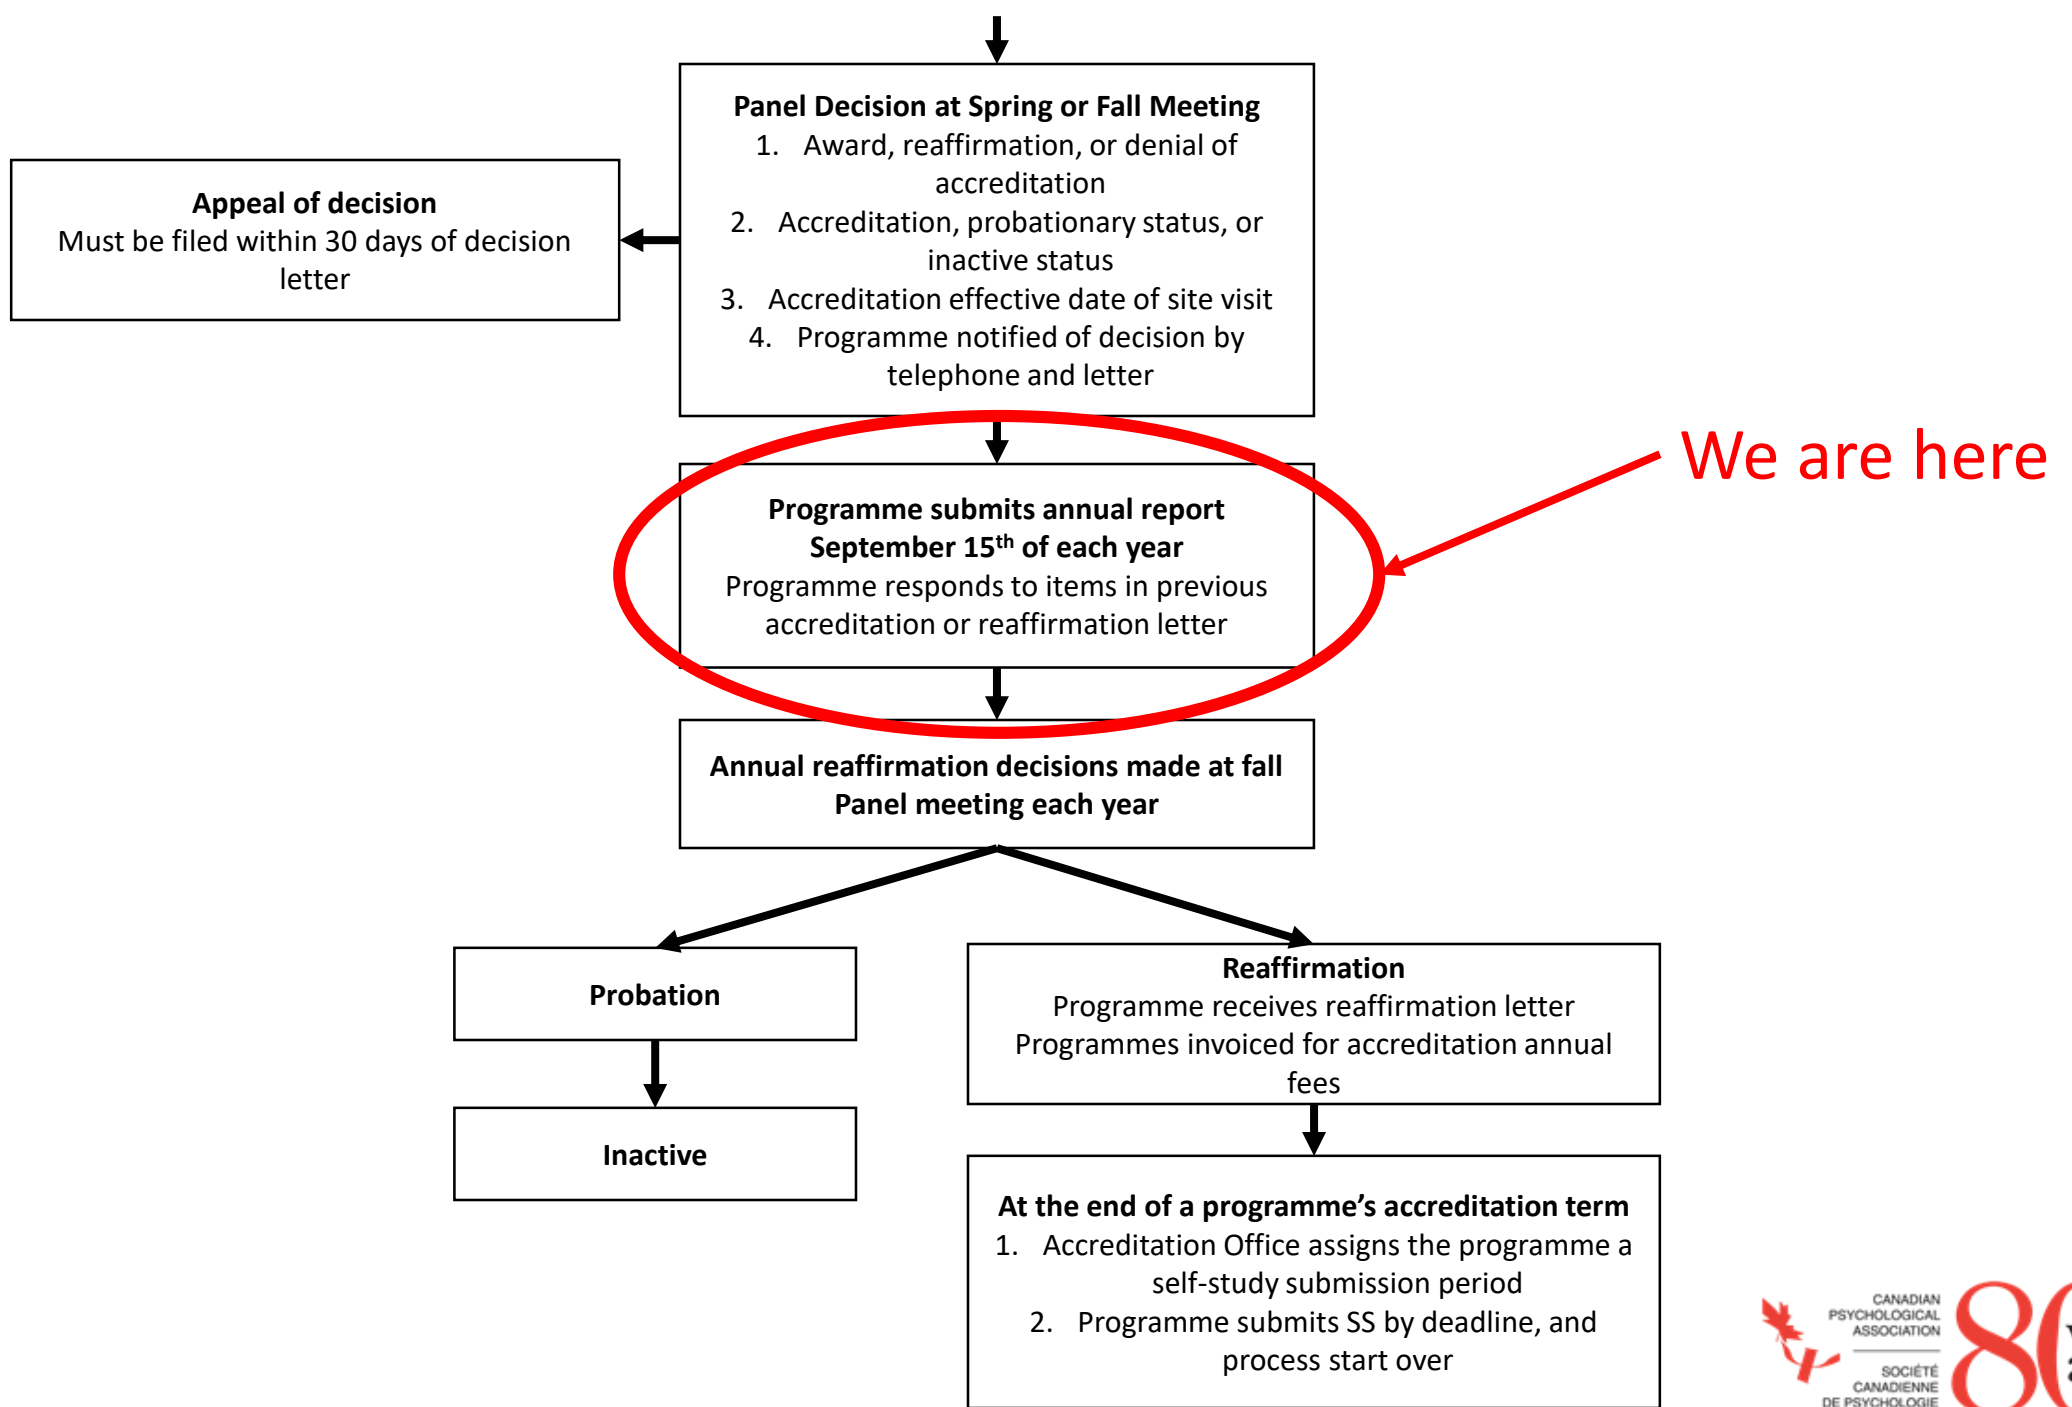 Panel Decision at Spring or Fall Meeting
1. Award, reaffirmation, or denial of
accreditation
2. Accreditation, probationary status, or
inactive status
3. Accreditation effective date of site visit
4. Programme notified of decision by
telephone and letter
Appeal of decision
Must be filed within 30 days of decision
letter
We are here
Programme submits annual report
September 15th of each year
Programme responds to items in previous
accreditation or reaffirmation letter
Annual reaffirmation decisions made at fall
Panel meeting each year
Probation
Inactive
Reaffirmation
Programme receives reaffirmation letter
Programmes invoiced for accreditation annual
fees
At the end of a programme’s accreditation term
1. Accreditation Office assigns the programme a
self-study submission period
2. Programme submits SS by deadline, and
process start over
CANADIAN
PSYCHOLOGICAL
ASSOCIATION
SOCIÉTÉ
CANADIENNE
DE PSYCHOLOGIE
80